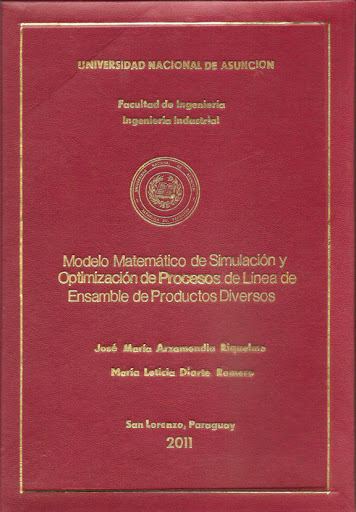 UNIVERSIDAD NACIONAL DE ASUNCION
Facultad de Ingeniería
Ingeniería Industrial
Modelo Matemático de Simulación y
Optimización de Procesos de Línea de
Ensamble de Productos Diversos
José María Arzamendia Riquelme
María Leticia Diarte Romero
San Lorenzo, Paraguay
2011